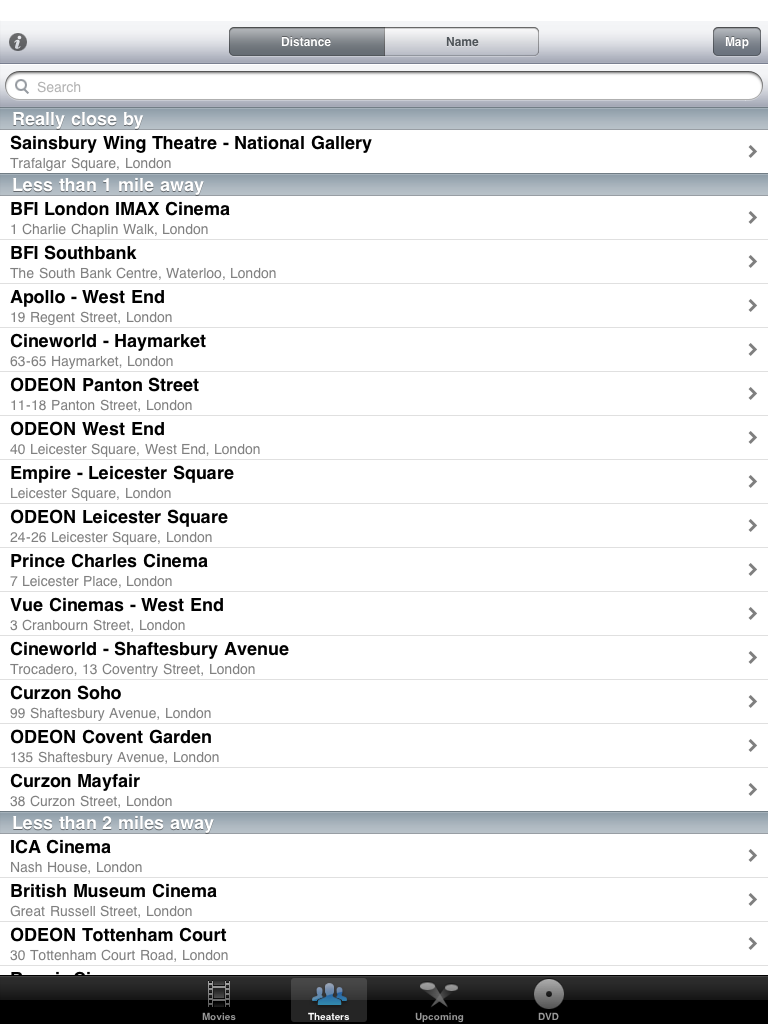 Distance
Name
Map
Search
Really close by
Sainsbury Wing Theatre - National Gallery
Trafalgar Square, London
Less than 1 mile away
BFI London IMAX Cinema
1 Charlie Chaplin Walk, London
BFI Southbank
The South Bank Centre, Waterloo, London
Apollo - West End
19 Regent Street, London
Cineworld - Haymarket
63-65 Haymarket, London
ODEON Panton Street
11-18 Panton Street, London
ODEON West End
40 Leicester Square, West End, London
Empire - Leicester Square
Leicester Square, London
ODEON Leicester Square
24-26 Leicester Square, London
Prince Charles Cinema
7 Leicester Place, London
Vue Cinemas - West End
3 Cranbourn Street, London
Cineworld - Shaftesbury Avenue
Trocadero, 13 Coventry Street, London
Curzon Soho
99 Shaftesbury Avenue, London
ODEON Covent Garden
135 Shaftesbury Avenue, London
Curzon Mayfair
38 Curzon Street, London
Less than 2 miles away
ICA Cinema
Nash House, London
British Museum Cinema
Great Russell Street, London
ODEON Tottenham Court
30 Tottenham Court Road, London
Movies
Theaters
Upcoming
DVD